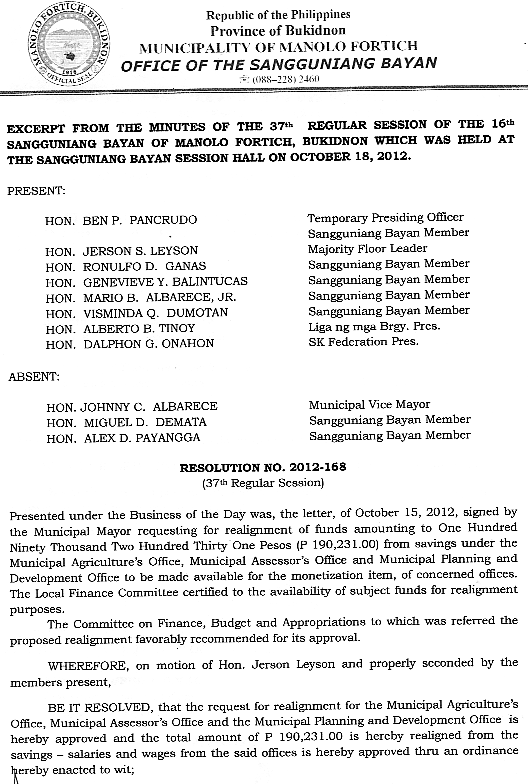 MANOLO FORTICH, BUKIDNON
OFFICIAL SEAL
Republic of the Philippines
Province of Bukidnon
MUNICIPALITY OF MANOLO FORTICH
OFFICE OF THE SANGGUNIANG BAYAN
☏ (088-228) 2460
EXCERPT FROM THE MINUTES OF THE 37th REGULAR SESSION OF THE 16th
SANGGUNIANG BAYAN OF MANOLO FORTICH, BUKIDNON WHICH WAS HELD AT
THE SANGGUNIANG BAYAN SESSION HALL ON OCTOBER 18, 2012.
PRESENT:
HON. BEN P. PANCRUDO Temporary Presiding Officer
Sangguniang Bayan Member
HON. JERSON S. LEYSON Majority Floor Leader
HON. RONULFO D. GANAS Sangguniang Bayan Member
HON. GENEVIEVE Y. BALINTUCAS Sangguniang Bayan Member
HON. MARIO B. ALBARECE, JR. Sangguniang Bayan Member
HON. VISMINDA Q. DUMOTAN Sangguniang Bayan Member
HON. ALBERTO B. TINOY Liga ng mga Brgy. Pres.
HON. DALPHON G. ONAHON SK Federation Pres.
ABSENT:
HON. JOHNNY C. ALBARECE Municipal Vice Mayor
HON. MIGUEL D. DEMATA Sangguniang Bayan Member
HON. ALEX D. PAYANGGA Sangguniang Bayan Member
RESOLUTION NO. 2012-168
(37th Regular Session)
Presented under the Business of the Day was, the letter, of October 15, 2012, signed by
the Municipal Mayor requesting for realignment of funds amounting to One Hundred
Ninety Thousand Two Hundred Thirty One Pesos (P 190,231.00) from savings under the
Municipal Agriculture's Office, Municipal Assessor's Office and Municipal Planning and
Development Office to be made available for the monetization item, of concerned offices.
The Local Finance Committee certified to the availability of subject funds for realignment
purposes.
The Committee on Finance, Budget and Appropriations to which was referred the
proposed realignment favorably recommended for its approval.
WHEREFORE, on motion of Hon. Jerson Leyson and properly seconded by the
members present,
BE IT RESOLVED, that the request for realignment for the Municipal Agriculture's
Office, Municipal Assessor's Office and the Municipal Planning and Development Office is
hereby approved and the total amount of P 190,231.00 is hereby realigned from the
savings – salaries and wages from the said offices is hereby approved thru an ordinance
hereby enacted to wit;